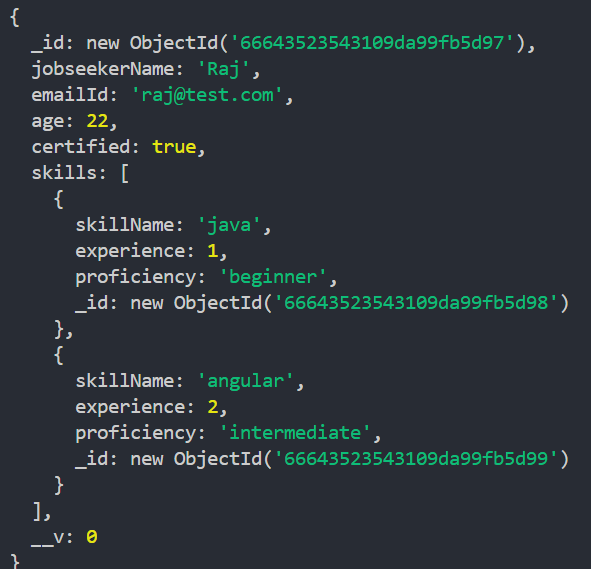 {
  _id: new ObjectId('66643523543109da99fb5d97'),
  jobseekerName: 'Raj',
  emailId: 'raj@test.com',
  age: 22,
  certified: true,
  skills: [
    {
      skillName: 'java',
      experience: 1,
      proficiency: 'beginner',
      _id: new ObjectId('66643523543109da99fb5d98')
    },
    {
      skillName: 'angular',
      experience: 2,
      proficiency: 'intermediate',
      _id: new ObjectId('66643523543109da99fb5d99')
    }
  ],
  __v: 0
}